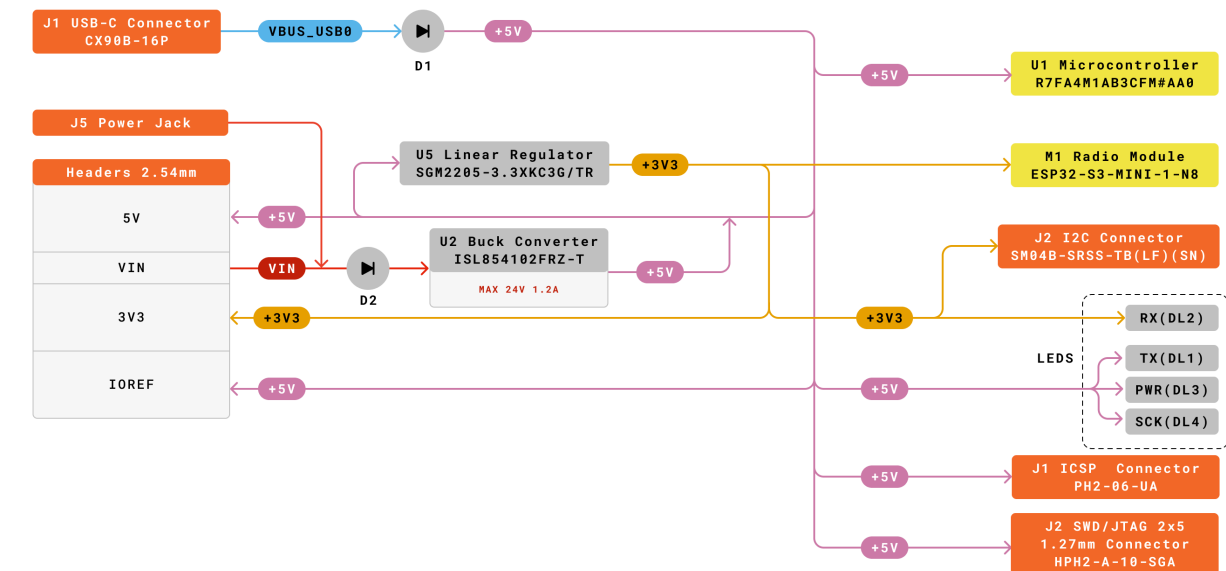 J1 USB-C Connector
CX90B-16P
VBUS_USB0
D1
+5V
+5V
U1 Microcontroller
R7FA4M1AB3CFM#AA0
J5 Power Jack
Headers 2.54mm
5V
VIN
3V3
IOREF
+5V
VIN
+3V3
+5V
U5 Linear Regulator
SGM2205-3.3XKC3G/TR
+3V3
M1 Radio Module
ESP32-S3-MINI-1-N8
D2
U2 Buck Converter
ISL854102FRZ-T
MAX 24V 1.2A
+5V
J2 I2C Connector
SM04B-SRSS-TB(LF)(SN)
+3V3
LEDS
RX(DL2)
TX(DL1)
PWR(DL3)
SCK(DL4)
+5V
+5V
J1 ICSP Connector
PH2-06-UA
+5V
J2 SWD/JTAG 2x5
1.27mm Connector
HPH2-A-10-SGA